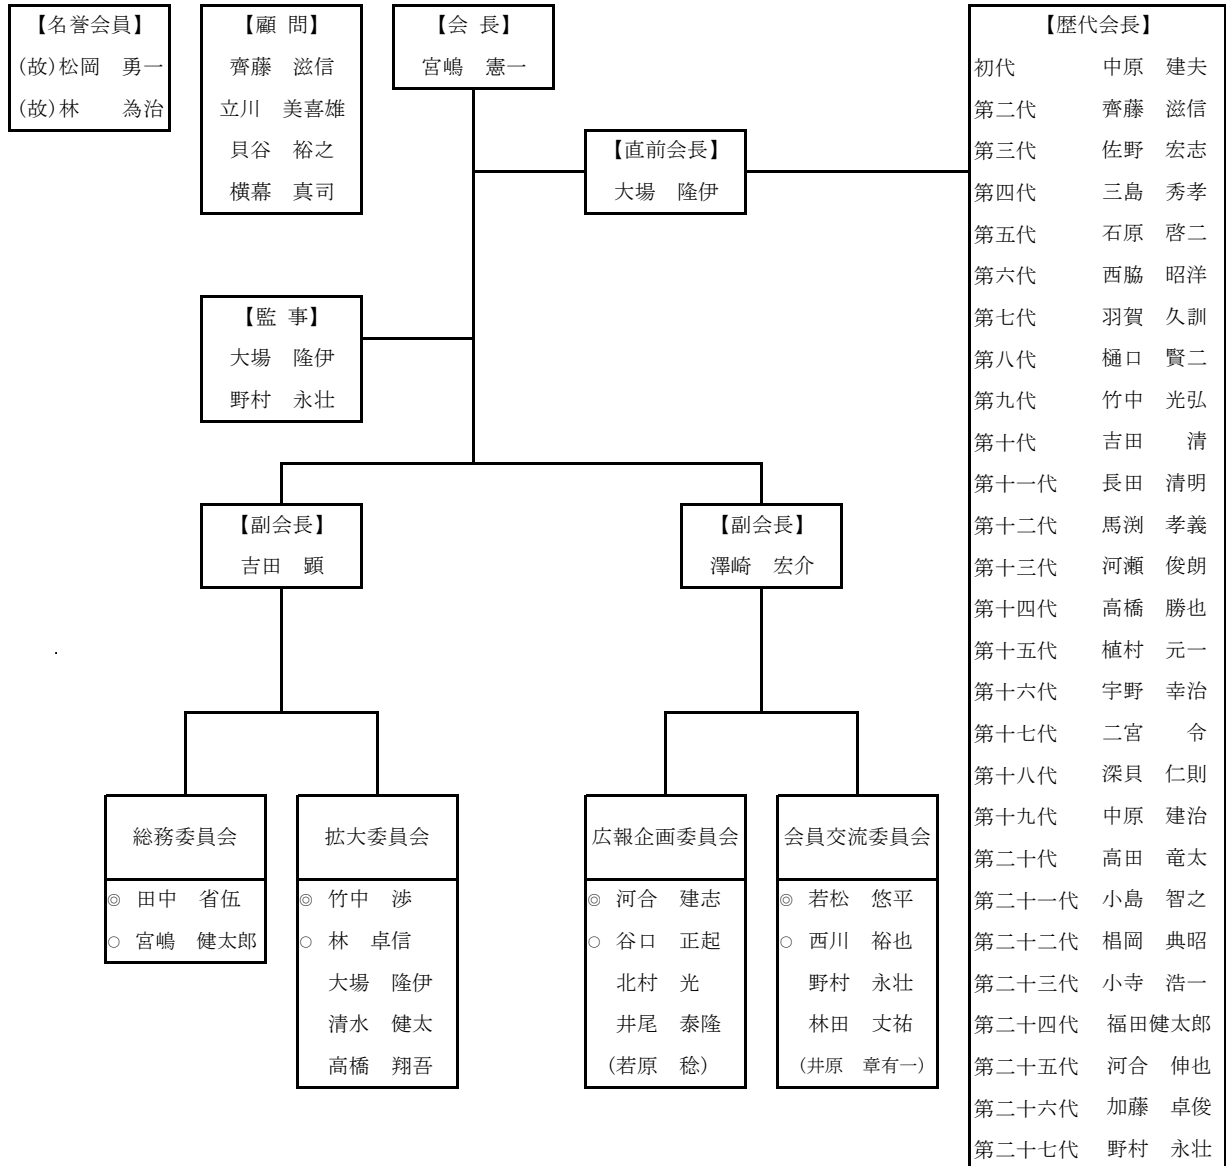 【名誉会員】
(故)松岡　勇一
(故)林　　為治
【顧 問】
齊藤　滋信
立川　美喜雄
貝谷　裕之
横幕　真司
【会 長】
宮嶋　憲一
【直前会長】
大場　隆伊
【監 事】
大場　隆伊
野村　永壮
【副会長】
吉田　顕
【副会長】
澤崎　宏介
総務委員会
◎ 田中　省伍
○ 宮嶋　健太郎
拡大委員会
◎ 竹中　渉
○ 林　卓信
大場　隆伊
清水　健太
高橋　翔吾
広報企画委員会
◎ 河合　建志
○ 谷口　正起
北村　光
井尾　泰隆
(若原　稔)
会員交流委員会
◎ 若松　悠平
○ 西川　裕也
野村　永壮
林田　丈祐
(井原　章有一)
【歴代会長】
初代　中原　建夫
第二代　齊藤　滋信
第三代　佐野　宏志
第四代　三島　秀孝
第五代　石原　啓二
第六代　西脇　昭洋
第七代　羽賀　久訓
第八代　樋口　賢二
第九代　竹中　光弘
第十代　吉田　　清
第十一代　長田　清明
第十二代　馬渕　孝義
第十三代　河瀬　俊朗
第十四代　高橋　勝也
第十五代　植村　元一
第十六代　宇野　幸治
第十七代　二宮　　令
第十八代　深貝　仁則
第十九代　中原　建治
第二十代　高田　竜太
第二十一代　小島　智之
第二十二代　椙岡　典昭
第二十三代　小寺　浩一
第二十四代　福田健太郎
第二十五代　河合　伸也
第二十六代　加藤　卓俊
第二十七代　野村　永壮